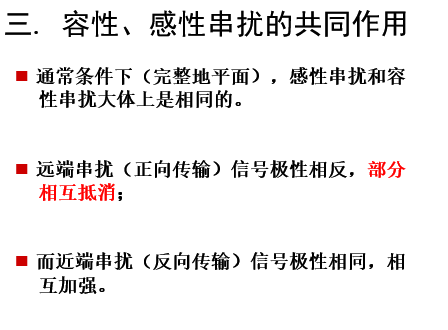 三. 容性、感性串扰的共同作用
通常条件下（完整地平面），感性串扰和容
性串扰大体上是相同的。
远端串扰（正向传输）信号极性相反，部分
相互抵消；
而近端串扰（反向传输）信号极性相同，相
互加强。